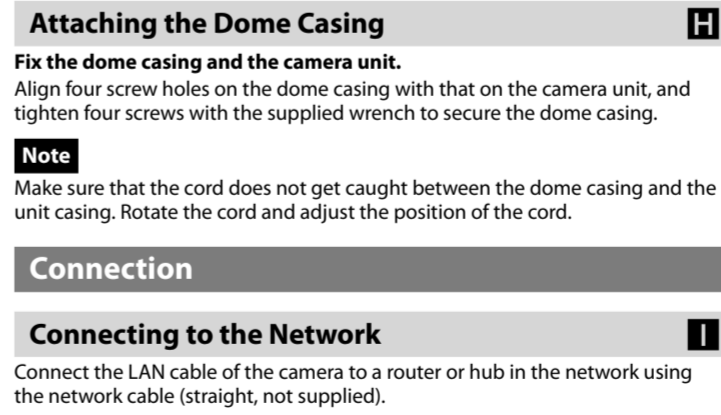 Attaching the Dome Casing H
Fix the dome casing and the camera unit.
Align four screw holes on the dome casing with that on the camera unit, and
tighten four screws with the supplied wrench to secure the dome casing.
Note
Make sure that the cord does not get caught between the dome casing and the
unit casing. Rotate the cord and adjust the position of the cord.
Connection
Connecting to the Network I
Connect the LAN cable of the camera to a router or hub in the network using
the network cable (straight, not supplied).